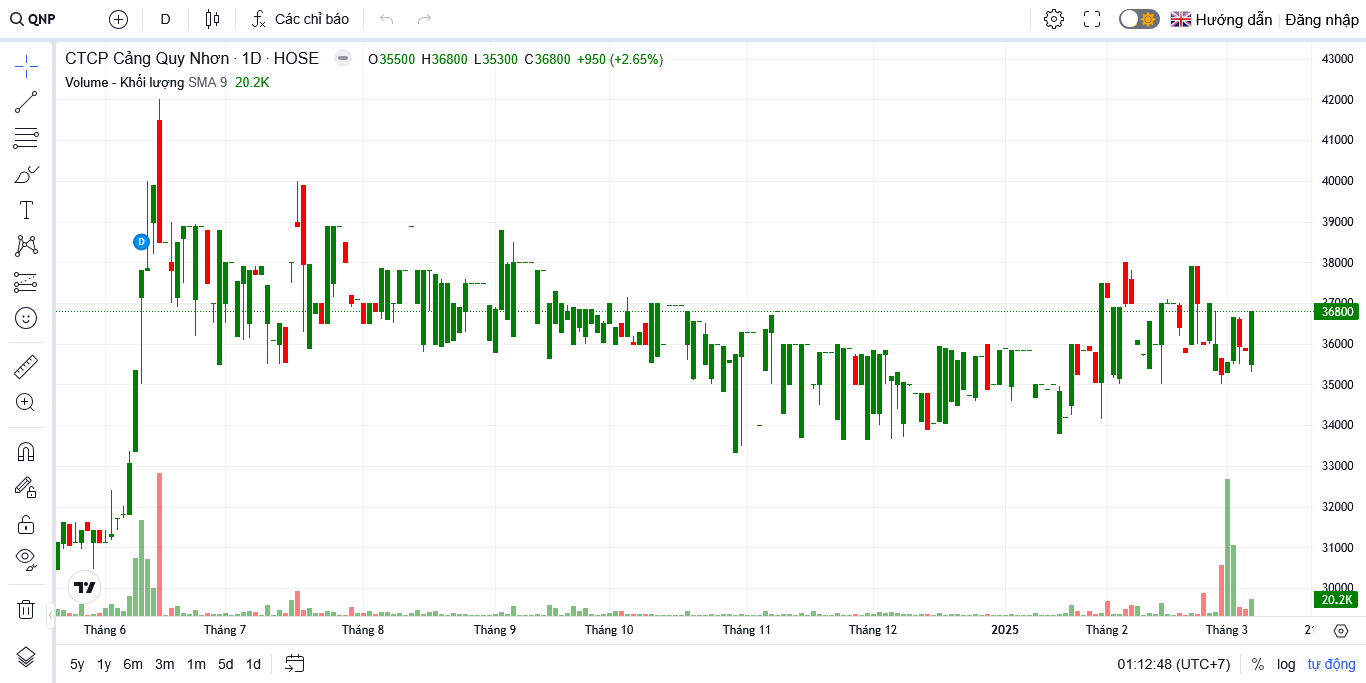 QNP D Các chỉ báo Hướng dẫn Đăng nhập
CTCP Cảng Quy Nhơn · 1D · HOSE O35500 H36800 L35300 C36800 +950 (+2.65%)
Volume - Khối lượng SMA 9 20.2K
43000
42000
41000
40000
39000
D
38000
37000
36800
36000
35000
34000
33000
32000
31000
30000
20.2K
Tháng 6 Tháng 7 Tháng 8 Tháng 9 Tháng 10 Tháng 11 Tháng 12 2025 Tháng 2 Tháng 3
5y 1y 6m 3m 1m 5d 1d 01:12:48 (UTC+7) % log tự động